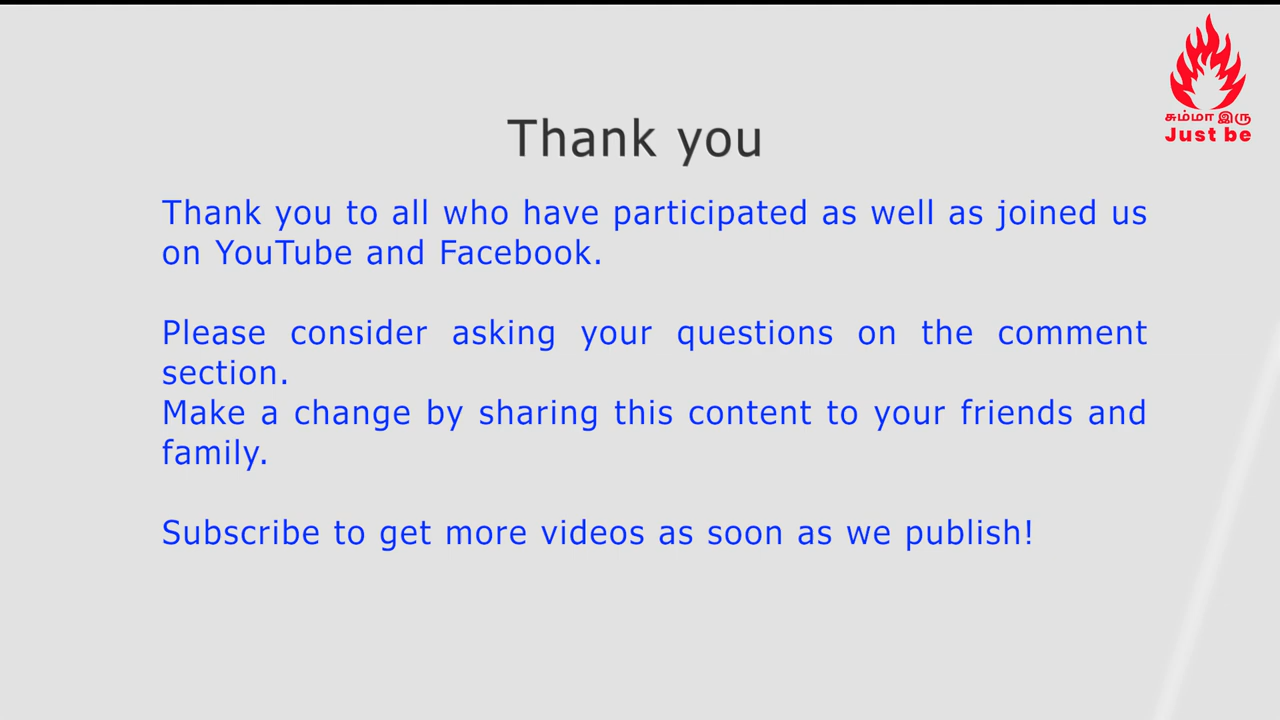 சும்மா இரு
Just be
Thank you
Thank you to all who have participated as well as joined us
on YouTube and Facebook.
Please consider asking your questions on the comment
section.
Make a change by sharing this content to your friends and
family.
Subscribe to get more videos as soon as we publish!